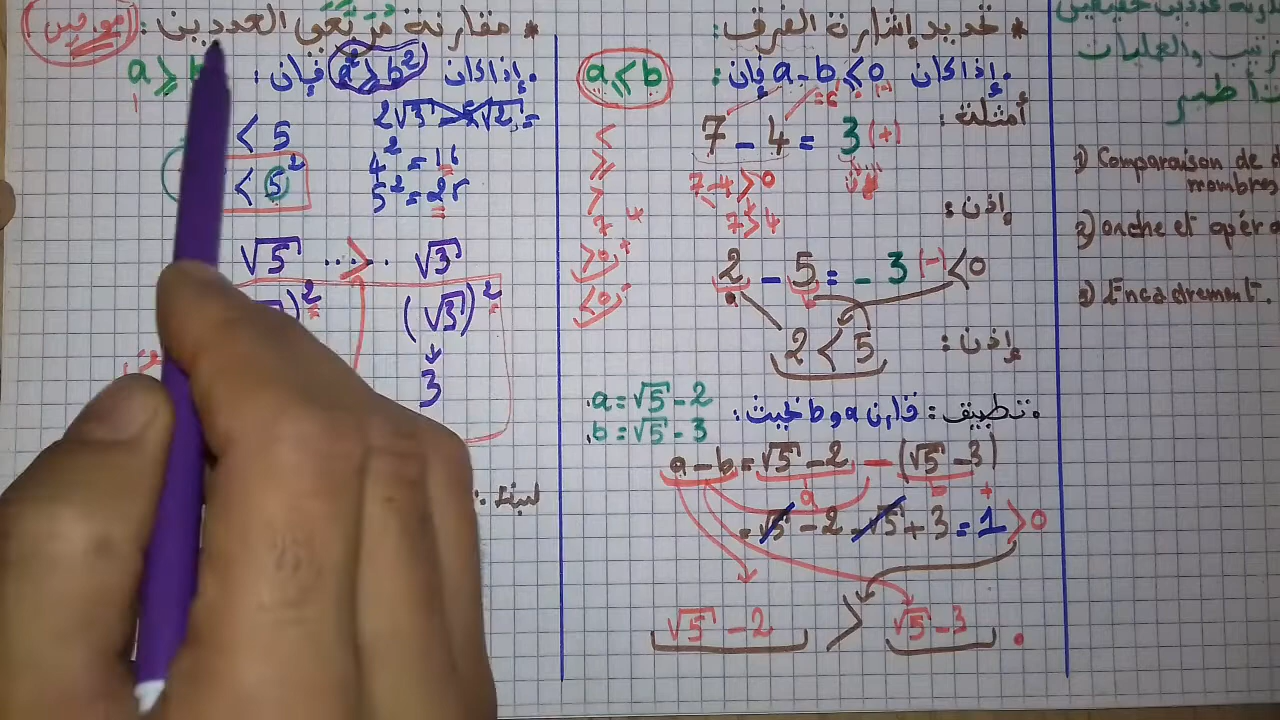 * تحديد إشارة الفرق:
• إذا كان a-b ⩽ 0 فإن: a ⩽ b
أمثلة:
7 - 4 = 3 (+)
7-4 > 0
7 > 4
إذن:
2 - 5 = - 3 (-) < 0
إذن: 2 < 5
<
⩾
>
7 4
> 0 +
< 0 -
تطبيق: قارن a و b حيث:
a = √5 - 2
b = √5 - 3
a - b = √5 - 2 - (√5 - 3)
= √5 - 2 - √5 + 3 = 1 > 0
√5 - 2 > √5 - 3
* مقارنة مربعي العددين:
• إذا كان a² ⩾ b² فإن: a ⩾ b
2√3
< 5
< 5²
4² = 16
5² = 25
√5 ..>.. √3
)² (√3)²
3
1) Comparaison de
nombres
2) ordre et opér
3) Encadrement.